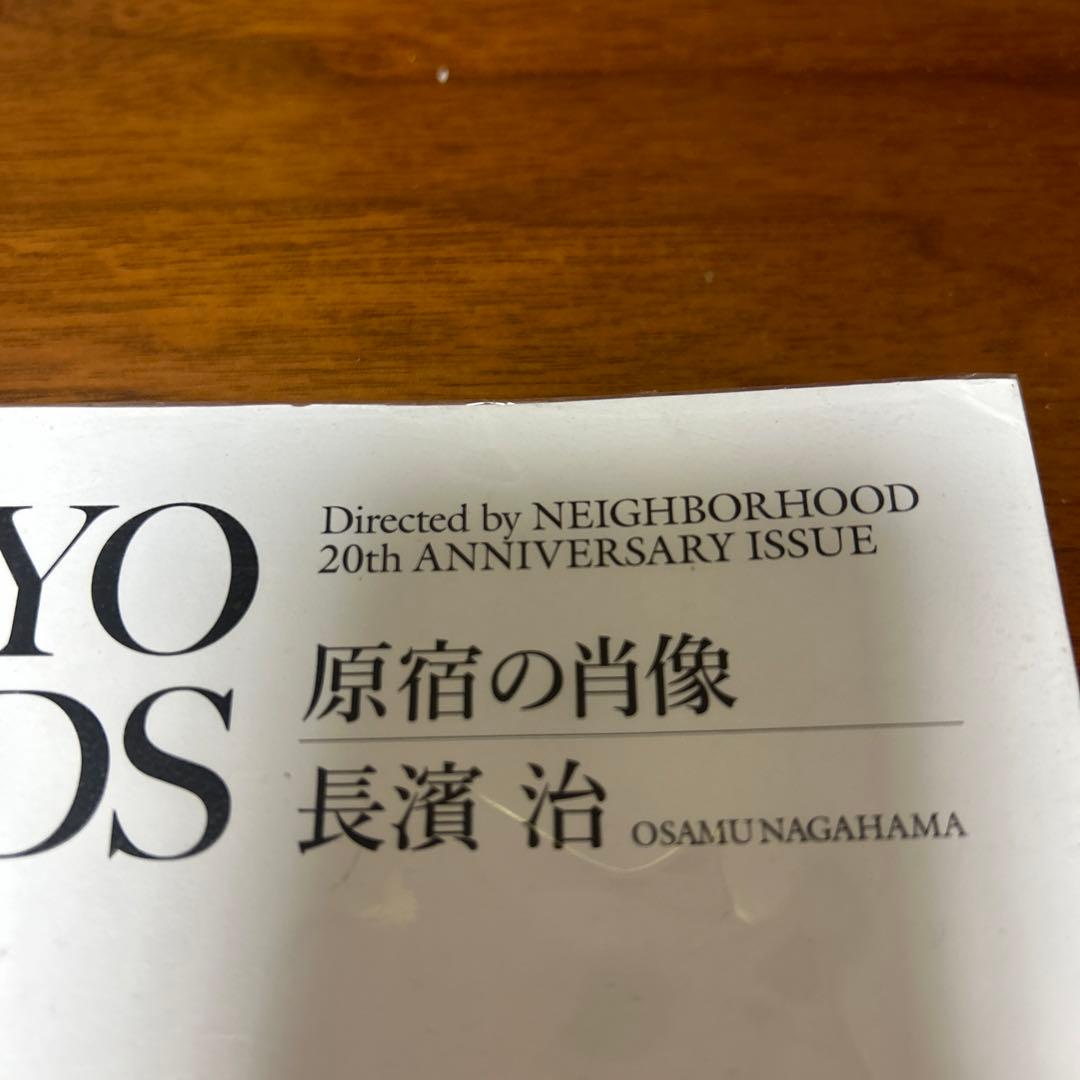 YO
DS
Directed by NEIGHBORHOOD
20th ANNIVERSARY ISSUE
原宿の肖像
長濱 治 OSAMU NAGAHAMA